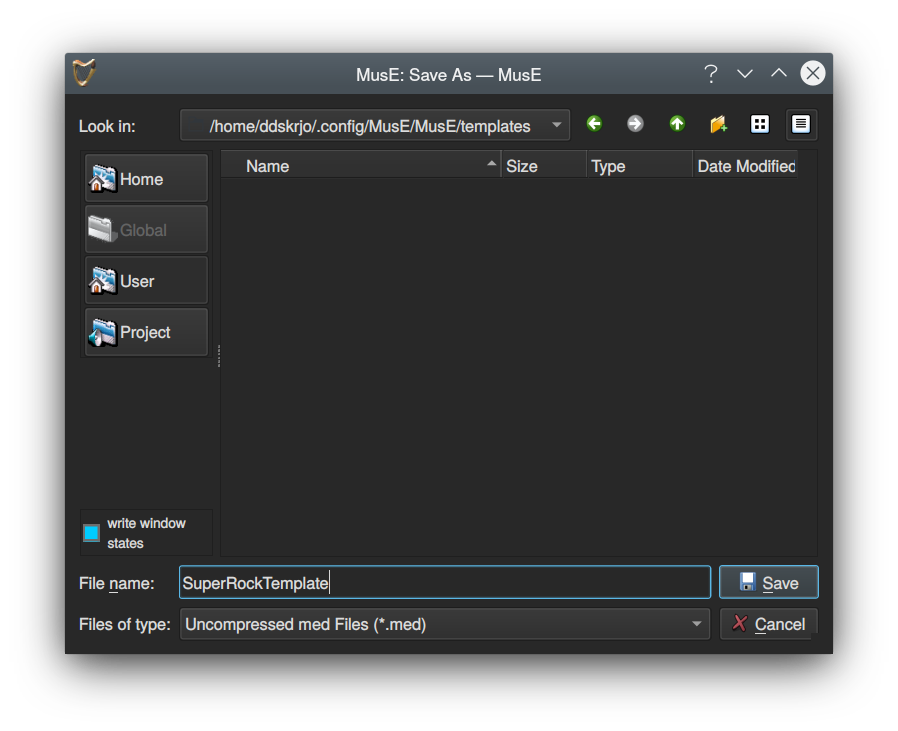 MusE: Save As — MusE
Look in:
/home/ddskrjo/.config/MusE/MusE/templates
Name
Size
Type
Date Modified
Home
Global
User
Project
write window
states
File name:
SuperRockTemplate
Save
Files of type:
Uncompressed med Files (*.med)
Cancel